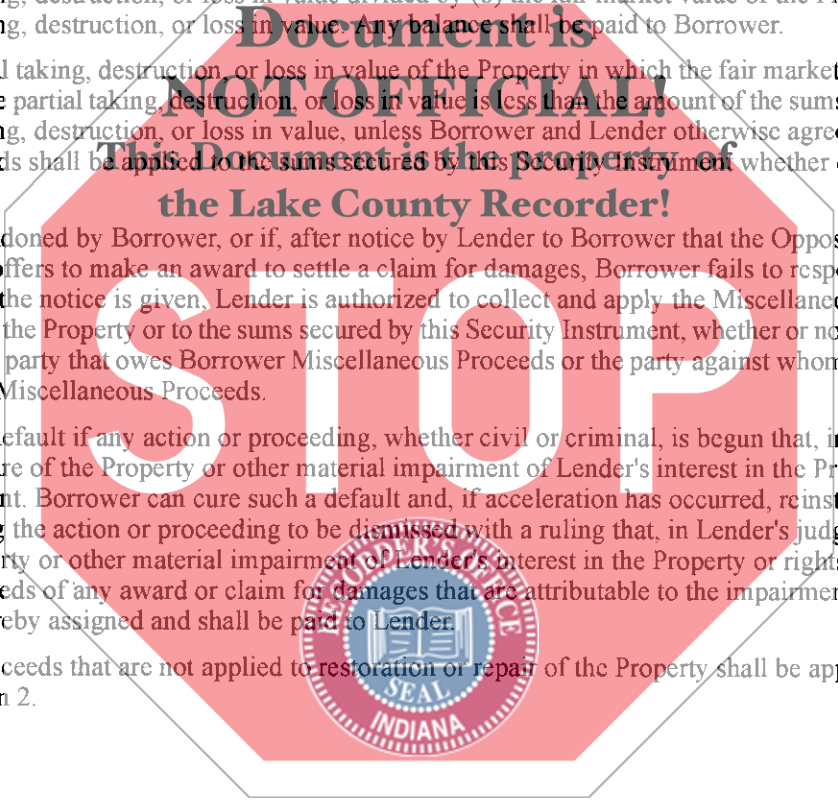 ng, destruction, or loss in value divided by (b) the fair market value of the P
ng, destruction, or loss in value. Any balance shall be paid to Borrower.
Document is
l taking, destruction, or loss in value of the Property in which the fair market
e partial taking, destruction, or loss in value is less than the amount of the sums
NOT OFFICIAL!
ng, destruction, or loss in value, unless Borrower and Lender otherwise agre
ds shall be applied to the sums secured by this Security Instrument whether
This Document is the property of
the Lake County Recorder!
doned by Borrower, or if, after notice by Lender to Borrower that the Oppos
offers to make an award to settle a claim for damages, Borrower fails to respo
the notice is given, Lender is authorized to collect and apply the Miscellaneo
the Property or to the sums secured by this Security Instrument, whether or no
party that owes Borrower Miscellaneous Proceeds or the party against whom
Miscellaneous Proceeds.
STOP
efault if any action or proceeding, whether civil or criminal, is begun that, in
re of the Property or other material impairment of Lender's interest in the Pr
nt. Borrower can cure such a default and, if acceleration has occurred, reinst
g the action or proceeding to be dismissed with a ruling that, in Lender's judg
rty or other material impairment of Lender's interest in the Property or rights
eds of any award or claim for damages that are attributable to the impairmen
eby assigned and shall be paid to Lender.
ceeds that are not applied to restoration or repair of the Property shall be app
n 2.
RECORDER'S OFFICE
SEAL
INDIANA